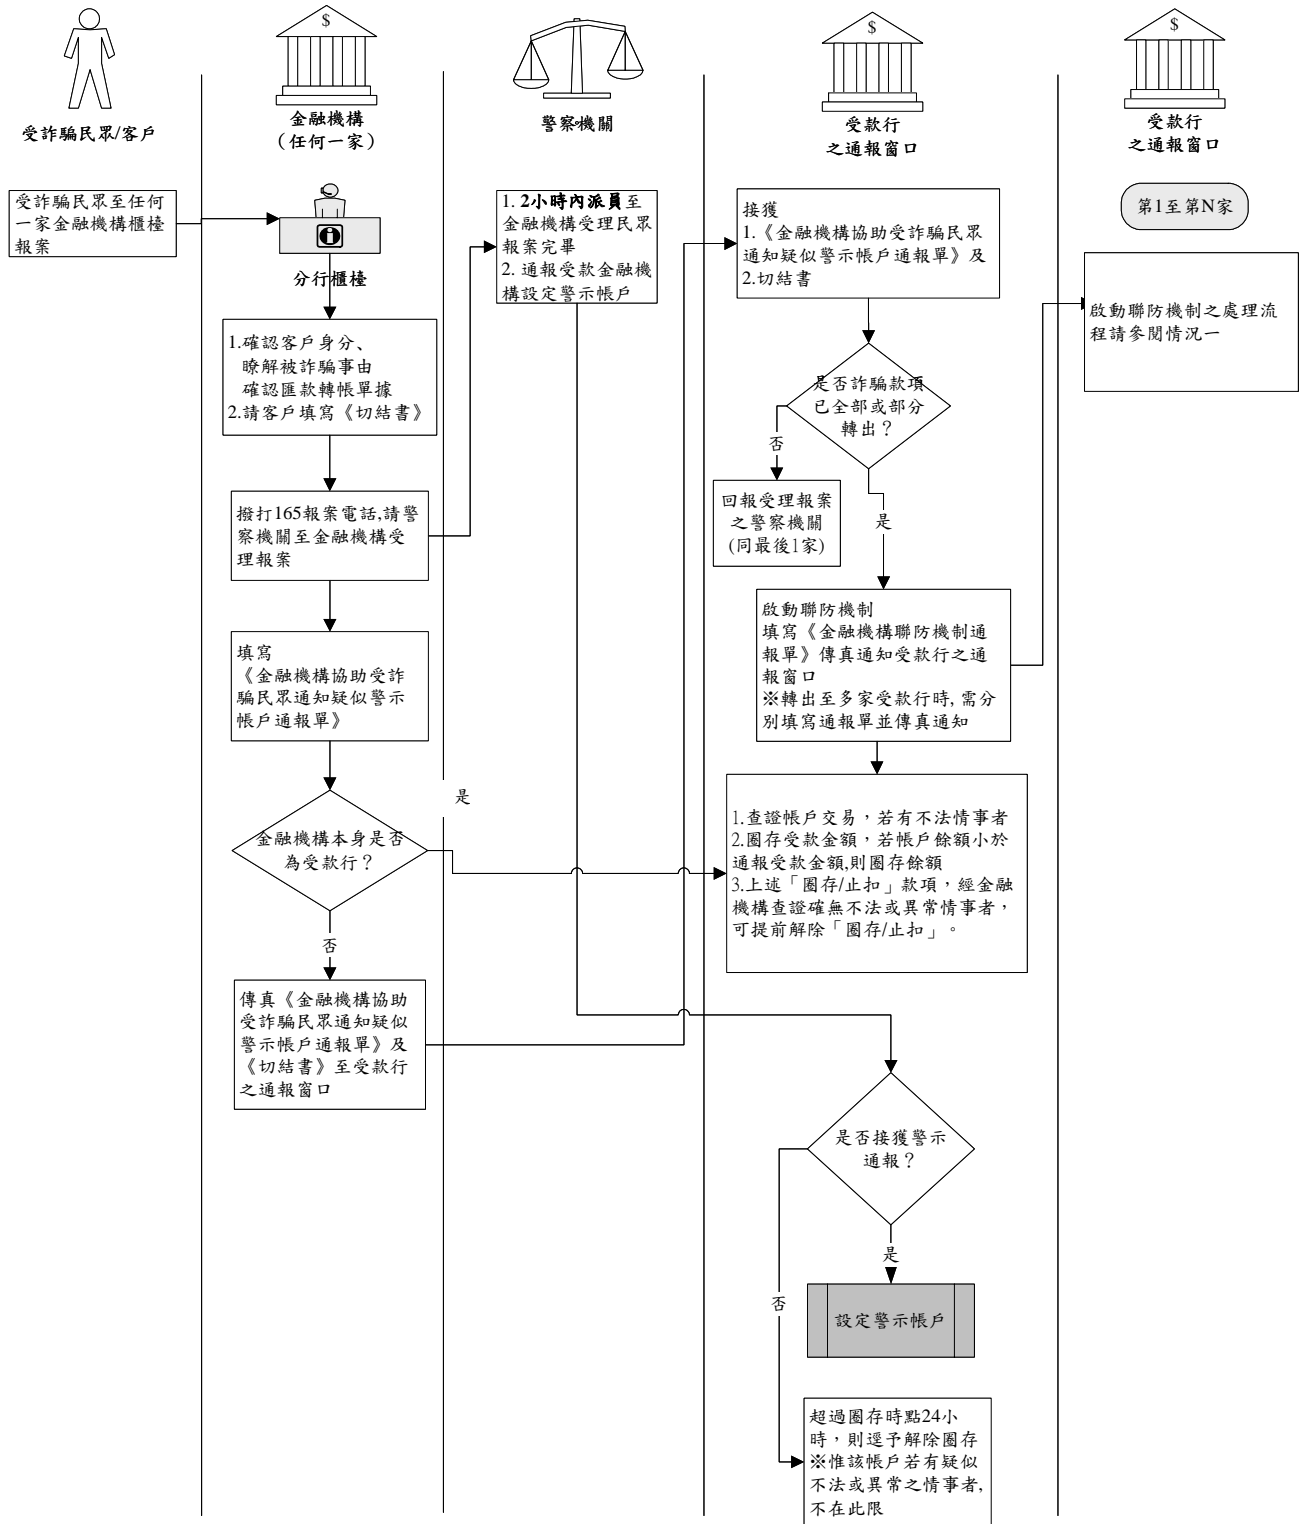 $
$
$
受詐騙民眾/客戶
金融機構
(任何一家)
警察機關
受款行
之通報窗口
受款行
之通報窗口
受詐騙民眾至任何
一家金融機構櫃檯
報案
分行櫃檯
1.確認客戶身分、
瞭解被詐騙事由
確認匯款轉帳單據
2.請客戶填寫《切結書》
撥打165報案電話,請警
察機關至金融機構受
理報案
填寫
《金融機構協助受詐
騙民眾通知疑似警示
帳戶通報單》
金融機構本身是否
為受款行？
是
否
傳真《金融機構協助
受詐騙民眾通知疑似
警示帳戶通報單》及
《切結書》至受款行
之通報窗口
1. 2小時內派員至
金融機構受理民眾
報案完畢
2. 通報受款金融機
構設定警示帳戶
接獲
1.《金融機構協助受詐騙民眾
通知疑似警示帳戶通報單》及
2.切結書
是否詐騙款項
已全部或部分
轉出？
否
回報受理報案
之警察機關
(同最後1家)
是
啟動聯防機制
填寫《金融機構聯防機制通
報單》傳真通知受款行之通
報窗口
※轉出至多家受款行時, 需分
別填寫通報單並傳真通知
1.查證帳戶交易，若有不法情事者
2.圈存受款金額，若帳戶餘額小於
通報受款金額,則圈存餘額
3.上述「圈存/止扣」款項，經金融
機構查證確無不法或異常情事者，
可提前解除「圈存/止扣」。
是否接獲警示
通報？
是
設定警示帳戶
否
超過圈存時點24小
時，則逕予解除圈存
※惟該帳戶若有疑似
不法或異常之情事者,
不在此限
第1至第N家
啟動聯防機制之處理流
程請參閱情況一